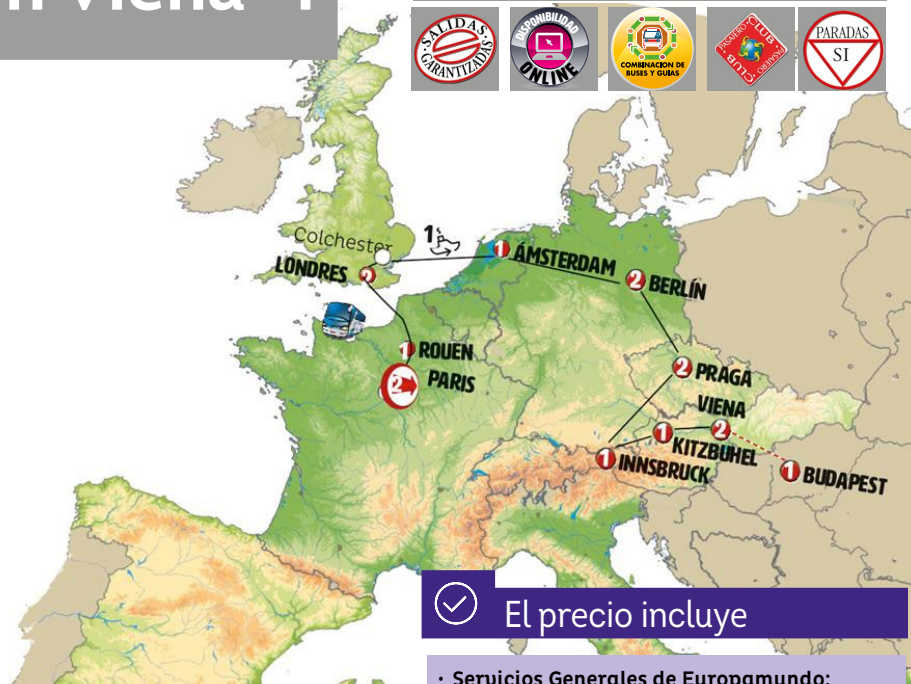 n Viena 1
SALIDAS
GARANTIZADAS
DISPONIBILIDAD
ONLINE
COMBINACION DE
BUSES Y GUIAS
PASAJERO CLUB
PASAJERO CLUB
PARADAS
SI
Colchester
1
1 ÁMSTERDAM
LONDRES 2
2 BERLÍN
1 ROUEN
2 PARIS
2 PRAGA
VIENA
2
1 KITZBUHEL
1 INNSBRUCK
1 BUDAPEST
El precio incluye
· Servicios Generales de Europamundo: